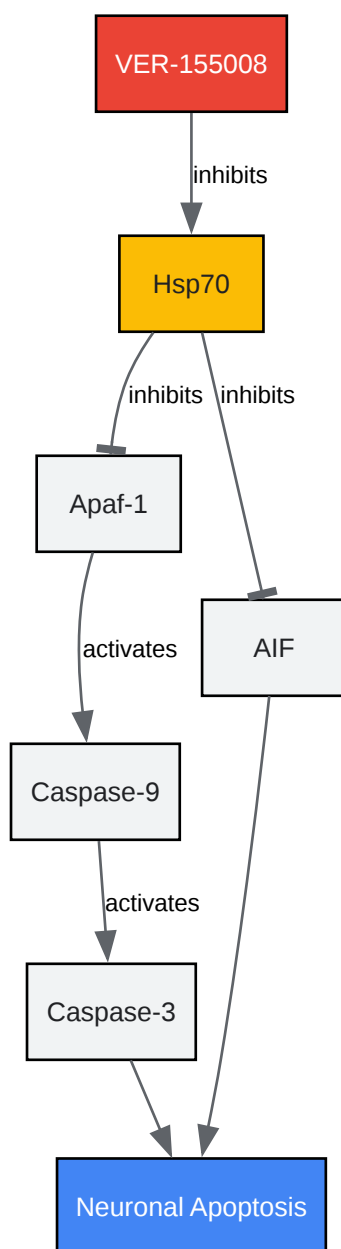 VER-155008
inhibits
Hsp70
inhibits
inhibits
Apaf-1
AIF
activates
Caspase-9
activates
Caspase-3
Neuronal Apoptosis